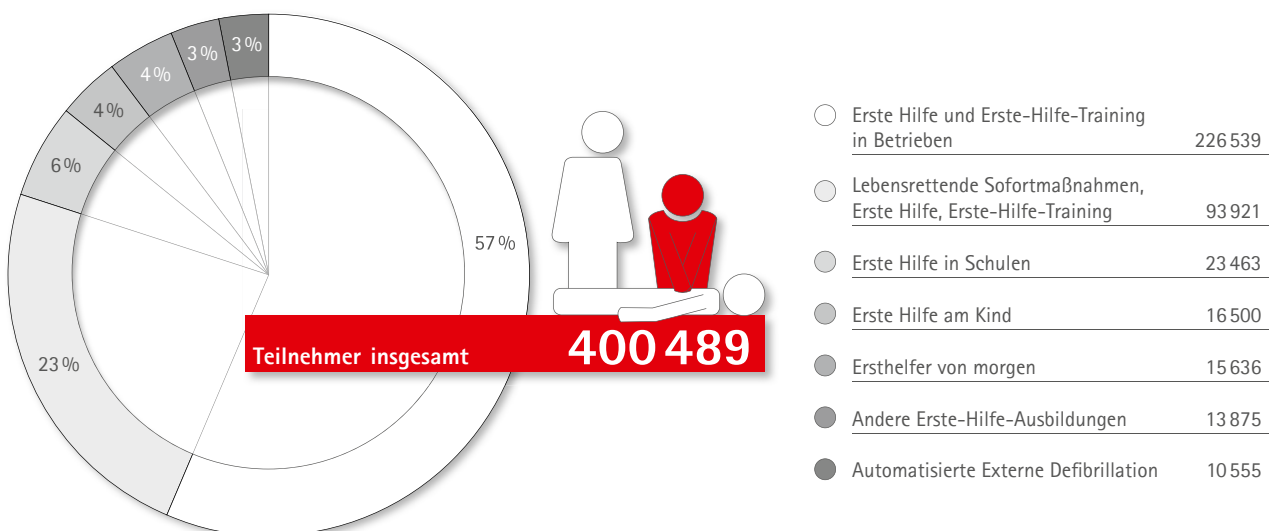 3 %
3 %
4 %
4 %
6 %
57 %
23 %
Teilnehmer insgesamt 400 489
Erste Hilfe und Erste-Hilfe-Training
in Betrieben 226 539
Lebensrettende Sofortmaßnahmen,
Erste Hilfe, Erste-Hilfe-Training 93 921
Erste Hilfe in Schulen 23 463
Erste Hilfe am Kind 16 500
Ersthelfer von morgen 15 636
Andere Erste-Hilfe-Ausbildungen 13 875
Automatisierte Externe Defibrillation 10 555